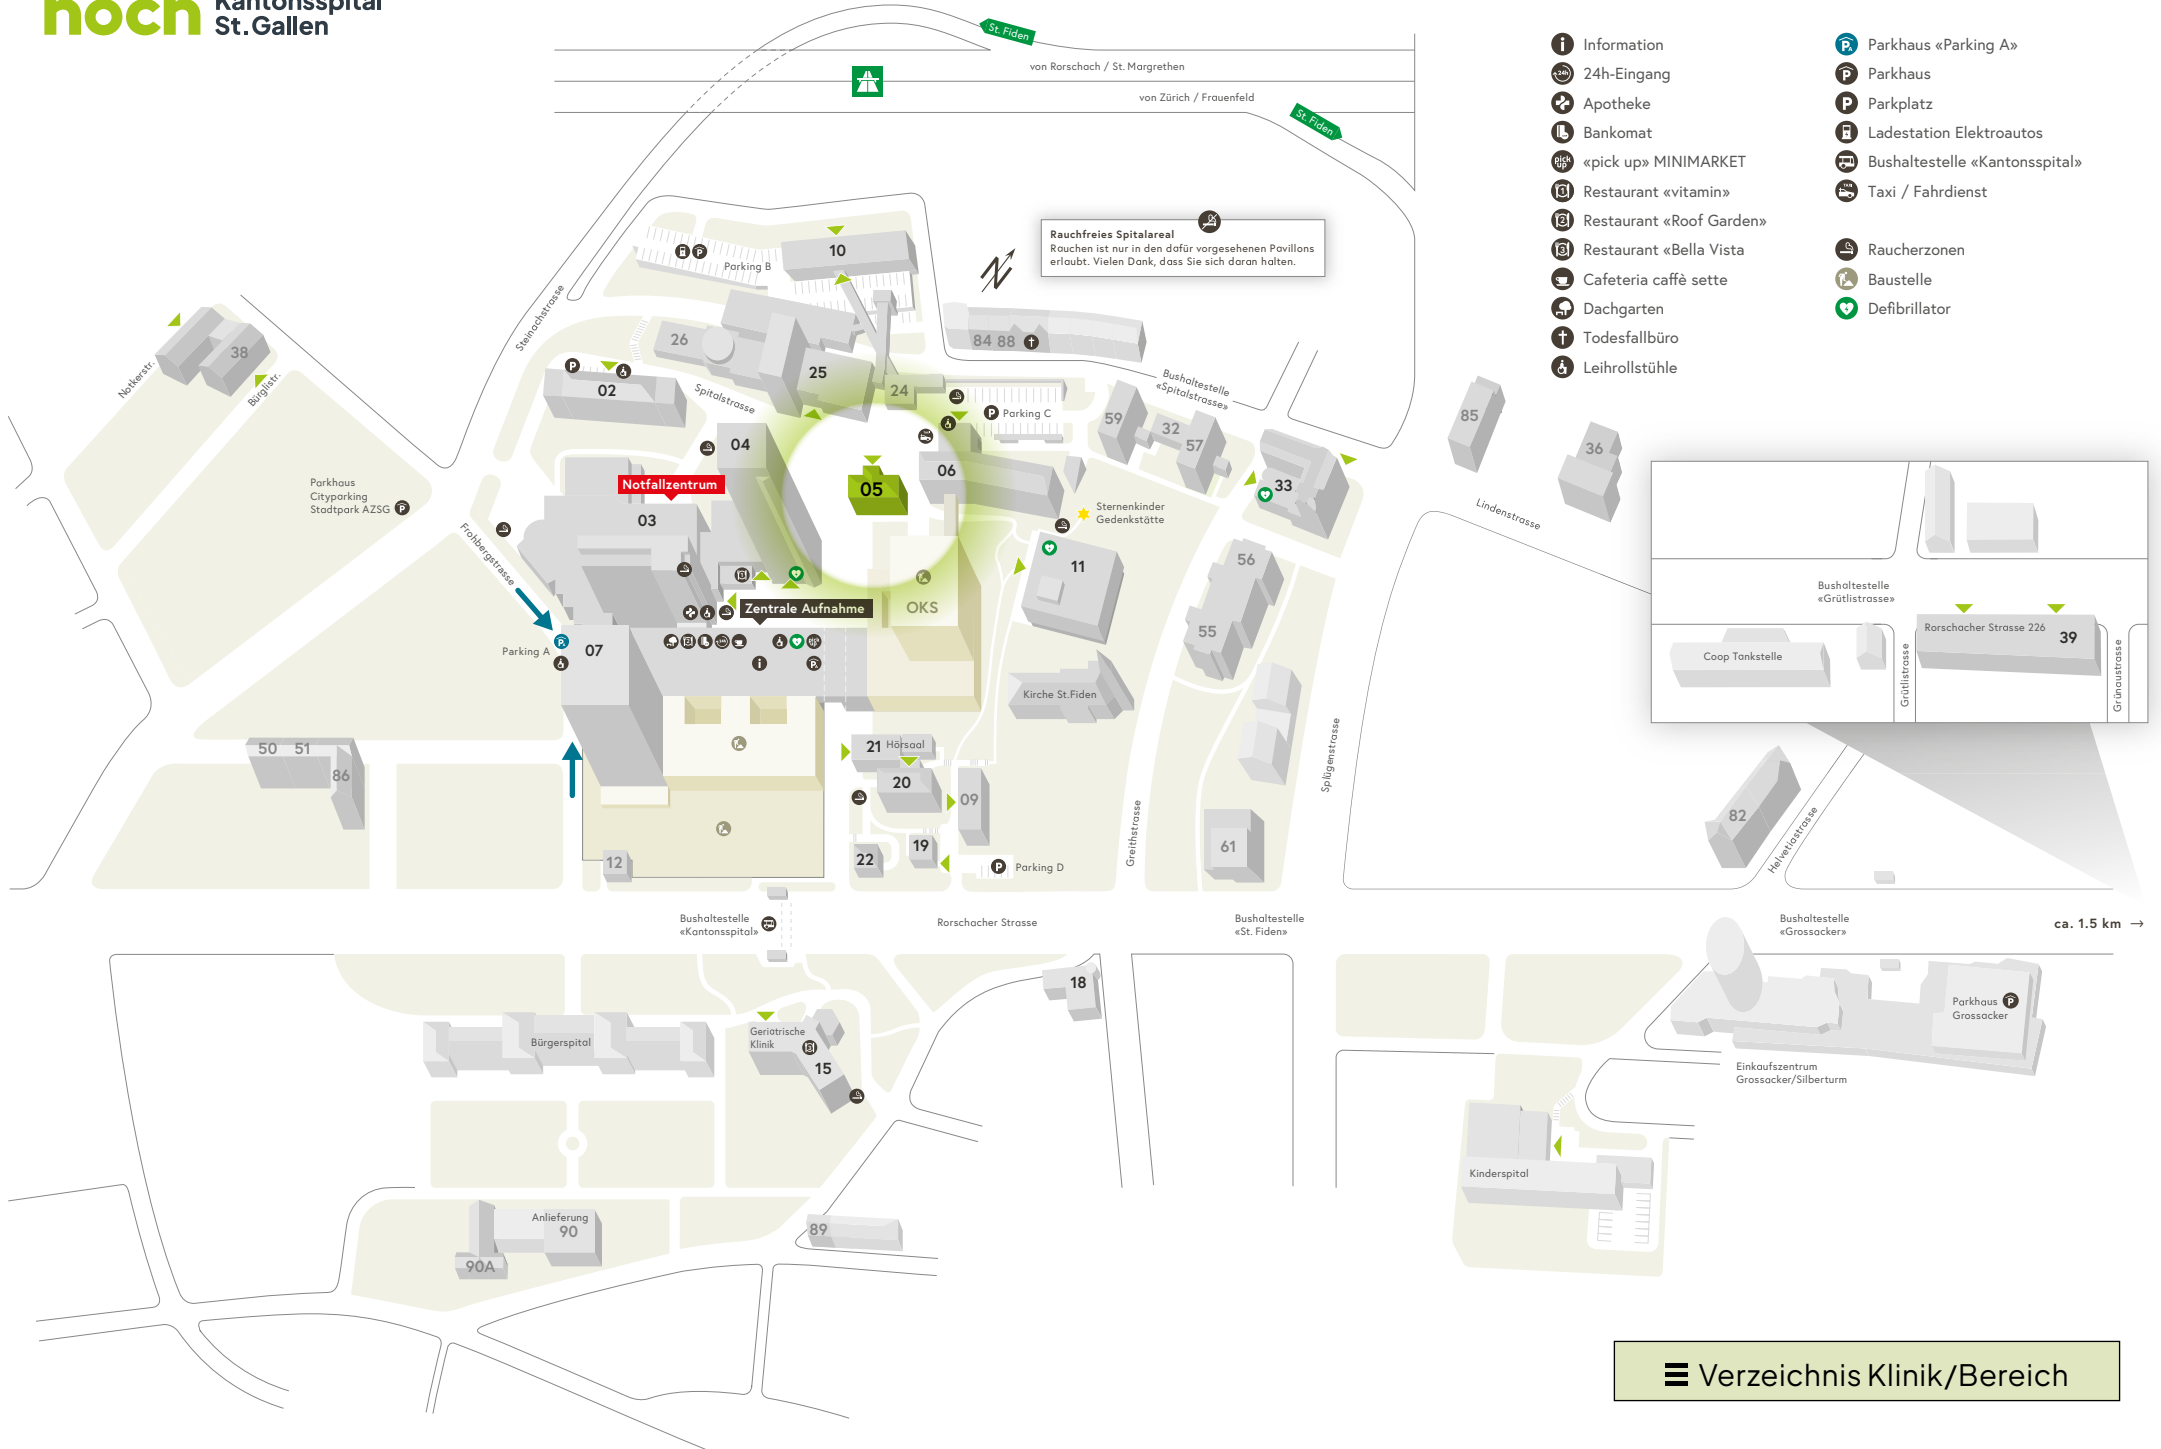 noch Kantonsspital
St.Gallen
St. Fiden
von Rorschach / St. Margrethen
von Zürich / Frauenfeld
St. Fiden
Information
24h-Eingang
Apotheke
Bankomat
«pick up» MINIMARKET
Restaurant «vitamin»
Restaurant «Roof Garden»
Restaurant «Bella Vista
Cafeteria caffè sette
Dachgarten
Todesfallbüro
Leihrollstühle
Parkhaus «Parking A»
Parkhaus
Parkplatz
Ladestation Elektroautos
Bushaltestelle «Kantonsspital»
Taxi / Fahrdienst
Raucherzonen
Baustelle
Defibrillator
Rauchfreies Spitalareal
Rauchen ist nur in den dafür vorgesehenen Pavillons
erlaubt. Vielen Dank, dass Sie sich daran halten.
N
10
Parking B
Steinachstrasse
26
84 88
38
Notkerstr.
Bürglistr.
02
Spitalstrasse
25
24
Bushaltestelle
«Spitalstrasse»
Parking C
59
32
57
85
36
04
06
05
33
Notfallzentrum
03
Parkhaus
Cityparking
Stadtpark AZSG
Frohbergstrasse
Sternenkinder
Gedenkstätte
Lindenstrasse
11
56
55
OKS
Zentrale Aufnahme
Parking A
07
Kirche St.Fiden
Bushaltestelle
«Grütlistrasse»
Rorschacher Strasse 226
39
Coop Tankstelle
Grütlistrasse
Grünaustrasse
50 51
86
21 Hörsaal
20
09
Splügenstrasse
Greithstrasse
82
Helvetiastrasse
12
22
19
Parking D
61
Bushaltestelle
«Kantonsspital»
Rorschacher Strasse
Bushaltestelle
«St. Fiden»
Bushaltestelle
«Grossacker»
ca. 1.5 km →
18
Parkhaus
Grossacker
Bürgerspital
Geriatrische
Klinik
15
Einkaufszentrum
Grossacker/Silberturm
Kinderspital
Anlieferung
90
90A
89
Verzeichnis Klinik/Bereich